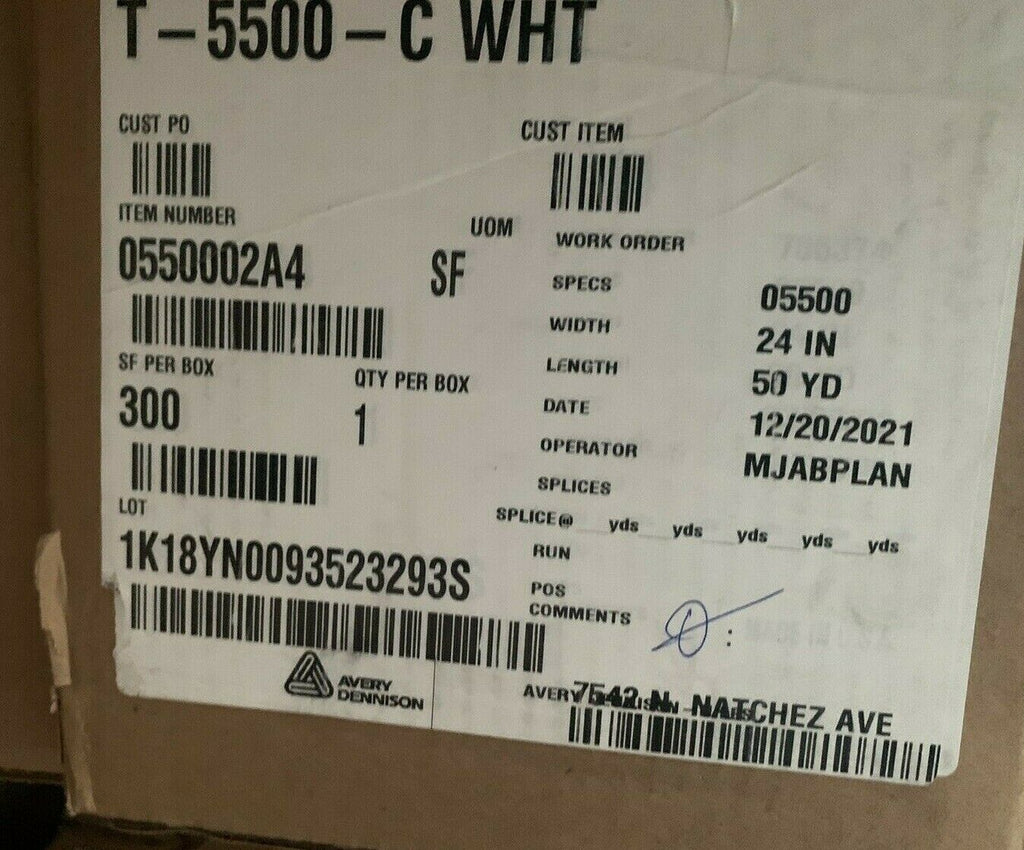 T-5500-C WHT
CUST PO
CUST ITEM
ITEM NUMBER
UOM
0550002A4
SF
SF PER BOX
QTY PER BOX
300
1
LOT
1K18YN0093523293S
WORK ORDER
SPECS 05500
WIDTH 24 IN
LENGTH 50 YD
DATE 12/20/2021
OPERATOR MJABPLAN
SPLICES
SPLICE@ yds yds yds yds yds
RUN
POS
COMMENTS :
AVERY DENNISON
AVERY
7542 N. NATCHEZ AVE